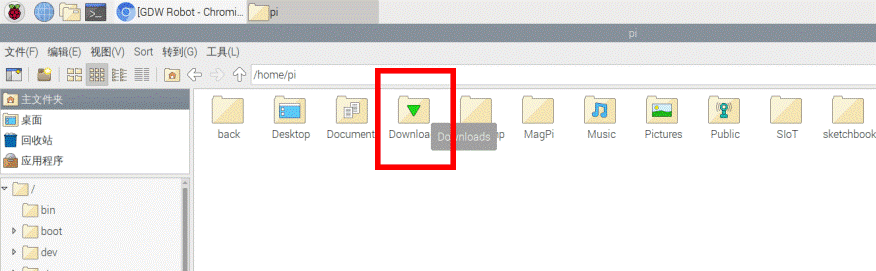 [GDW Robot - Chromi... pi
pi
文件(F) 编辑(E) 视图(V) Sort 转到(G) 工具(L)
/home/pi
主文件夹
桌面
回收站
应用程序
/
bin
boot
dev
back Desktop Document Downloa mp MagPi Music Pictures Public SIoT sketchbook
Downloads